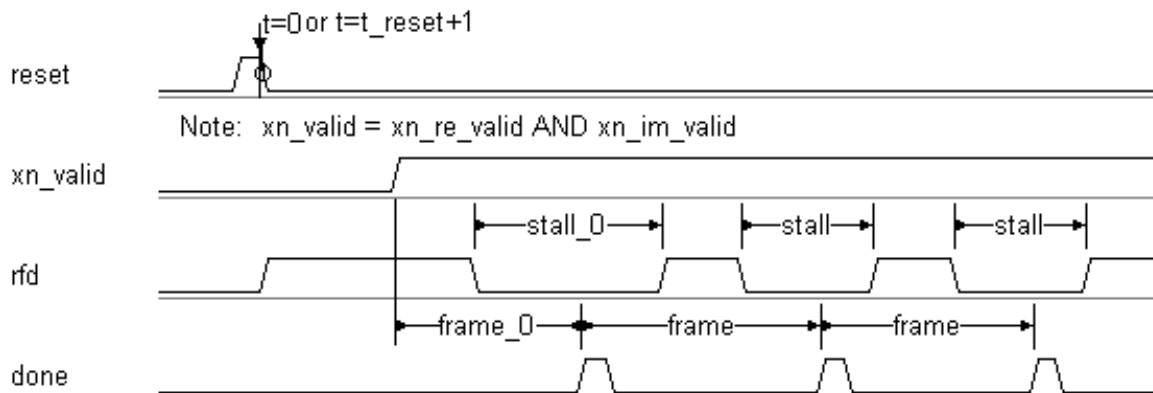 t=0 or t=t_reset+1
reset
Note: xn_valid = xn_re_valid AND xn_im_valid
xn_valid
stall_0 stall stall
rfd
frame_0 frame frame
done